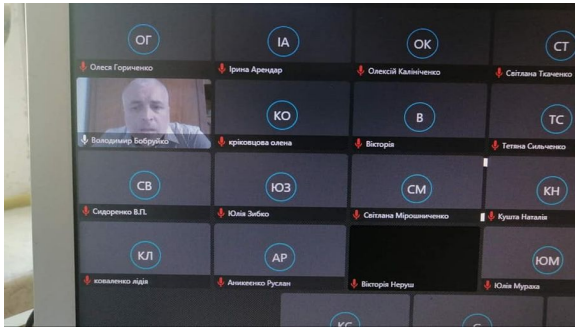 ОГ
ІА
ОК
СТ
Олеся Гориченко
Ірина Арендар
Олексій Калініченко
Світлана Ткаченко
КО
В
ТС
Володимир Бобруйко
кріковцова олена
Вікторія
Тетяна Сильченко
СВ
ЮЗ
СМ
КН
Сидоренко В.П.
Юлія Зибко
Світлана Мірошниченко
Кушта Наталія
КЛ
АР
ЮМ
коваленко лідія
Аникеєнко Руслан
Вікторія Неруш
Юлія Мураха